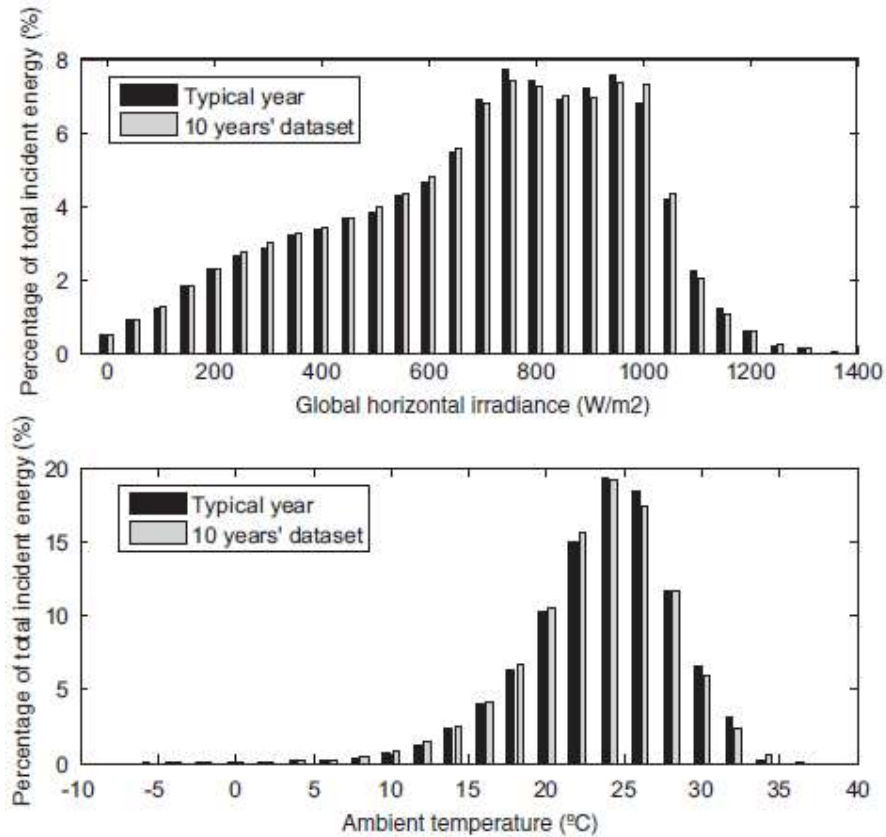 Percentage of total incident energy (%)
8
6
4
2
0
Typical year
10 years' dataset
0 200 400 600 800 1000 1200 1400
Global horizontal irradiance (W/m2)
Percentage of total incident energy (%)
20
15
10
5
0
Typical year
10 years' dataset
-10 -5 0 5 10 15 20 25 30 35 40
Ambient temperature (ºC)